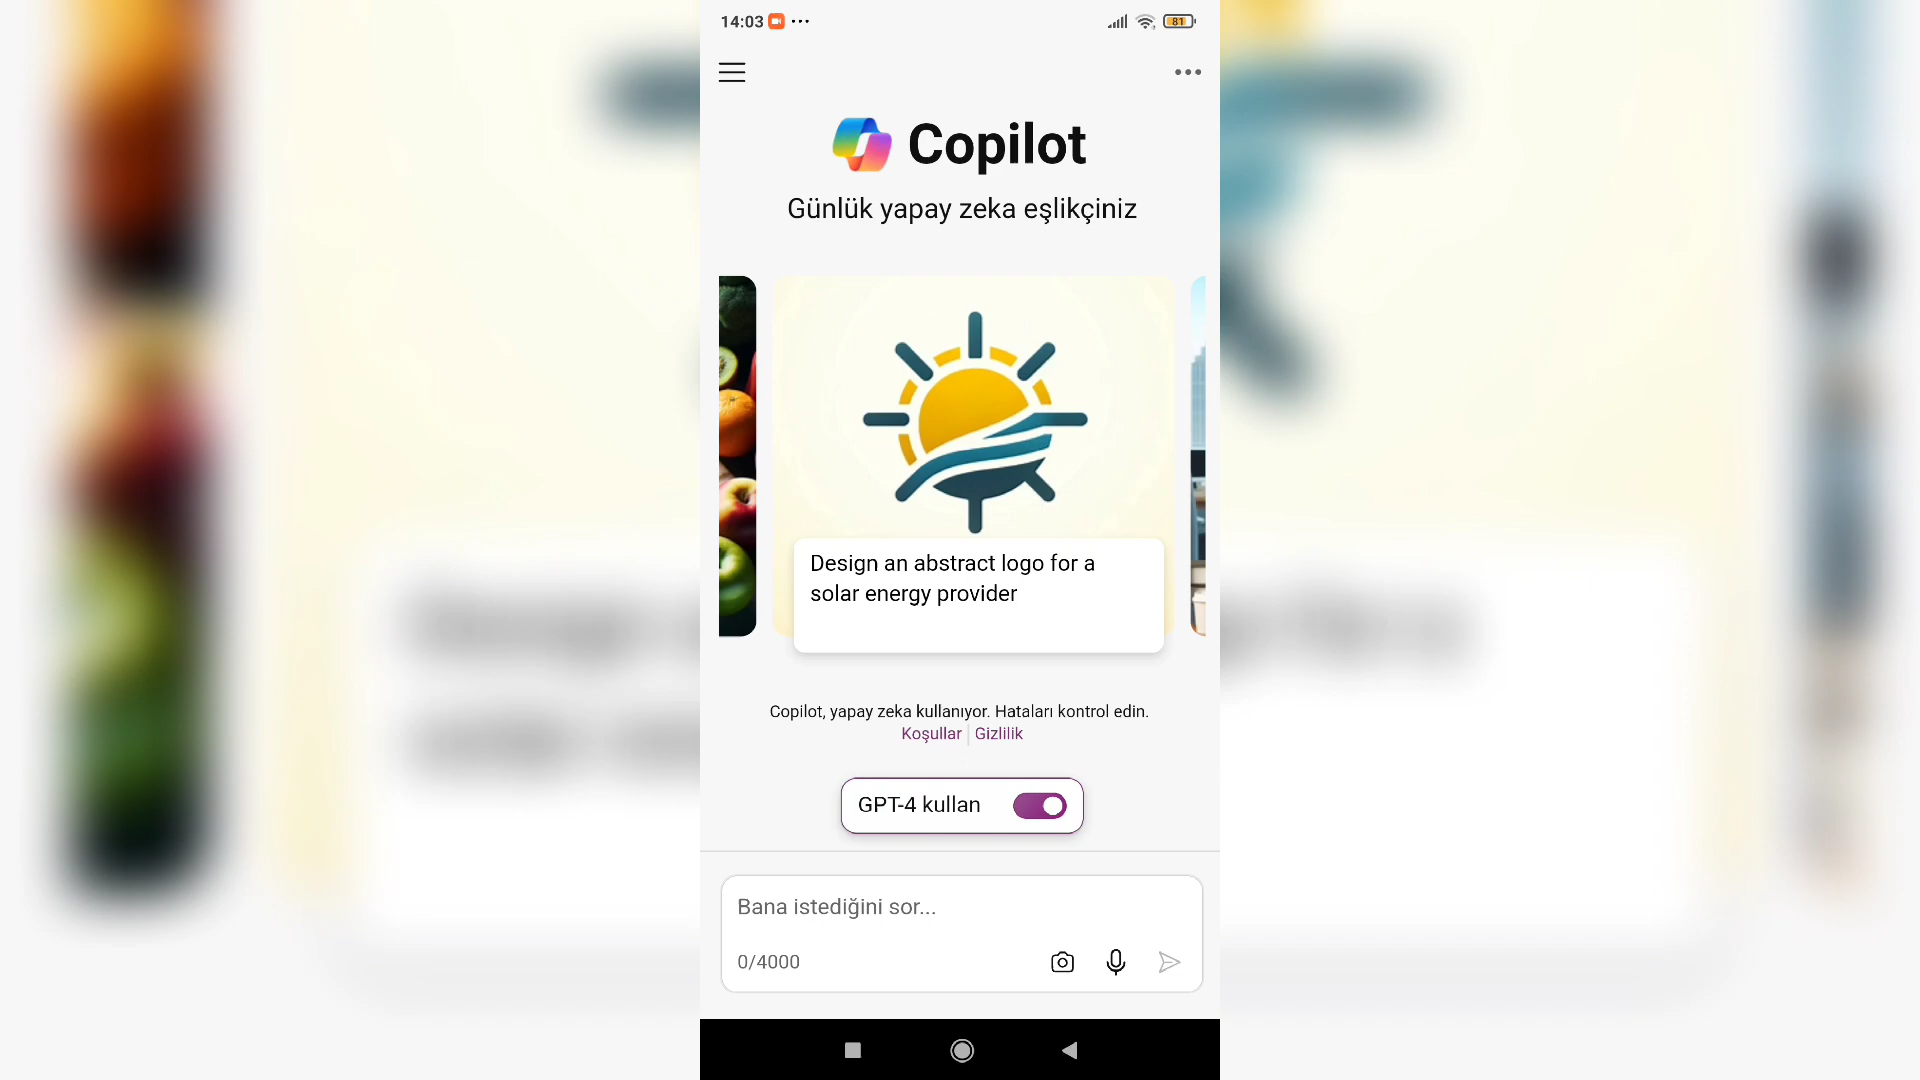 14:03
81
Copilot
Günlük yapay zeka eşlikçiniz
Design an abstract logo for a
solar energy provider
Copilot, yapay zeka kullanıyor. Hataları kontrol edin.
Koşullar | Gizlilik
GPT-4 kullan
Bana istediğini sor...
0/4000